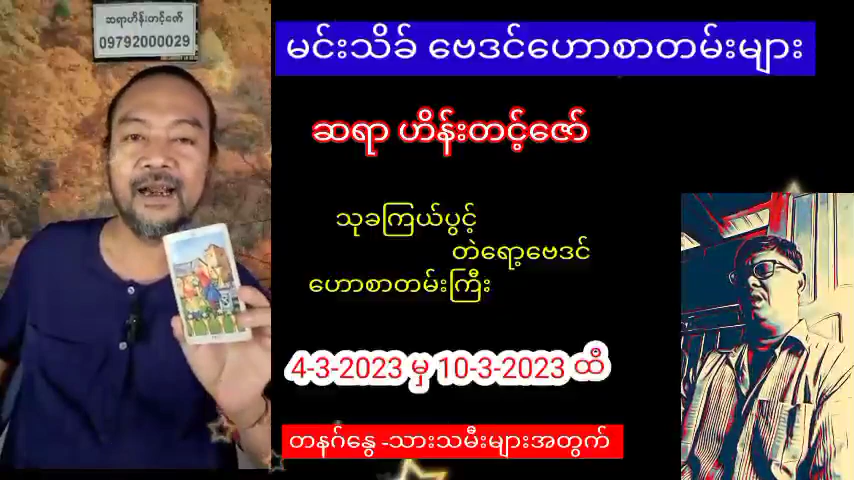 ဆရာဟိန်းတင့်ဇော်
09792000029
မင်းသိခ် ဗေဒင်ဟောစာတမ်းများ
ဆရာ ဟိန်းတင့်ဇော်
သုခကြယ်ပွင့်
တဲရော့ဗေဒင်
ဟောစာတမ်းကြီး
4-3-2023 မှ 10-3-2023 ထိ
တနင်္ဂနွေ -သားသမီးများအတွက်